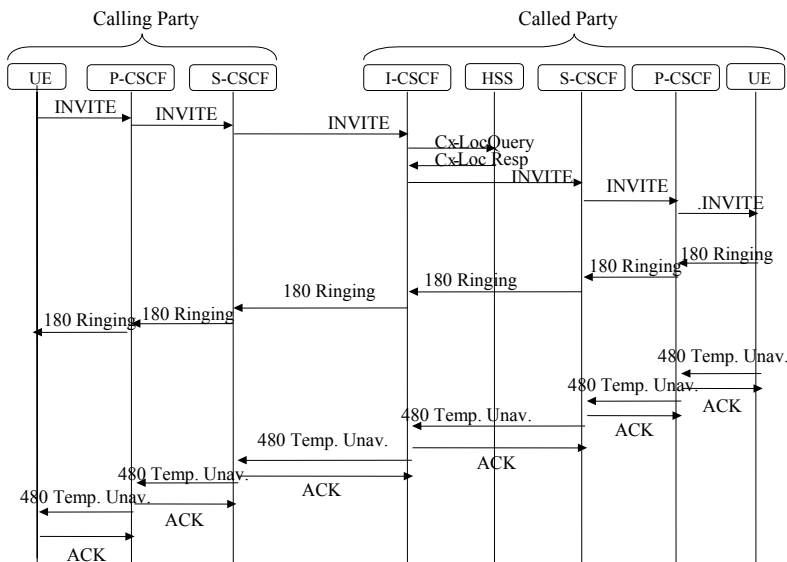 Calling Party
Called Party
UE
P-CSCF
S-CSCF
I-CSCF
HSS
S-CSCF
P-CSCF
UE
INVITE
INVITE
INVITE
Cx-LocQuery
Cx-Loc Resp
INVITE
INVITE
.INVITE
180 Ringing
180 Ringing
180 Ringing
180 Ringing
180 Ringing
180 Ringing
480 Temp. Unav.
ACK
480 Temp. Unav.
ACK
480 Temp. Unav.
ACK
480 Temp. Unav.
ACK
480 Temp. Unav.
ACK
480 Temp. Unav.
ACK